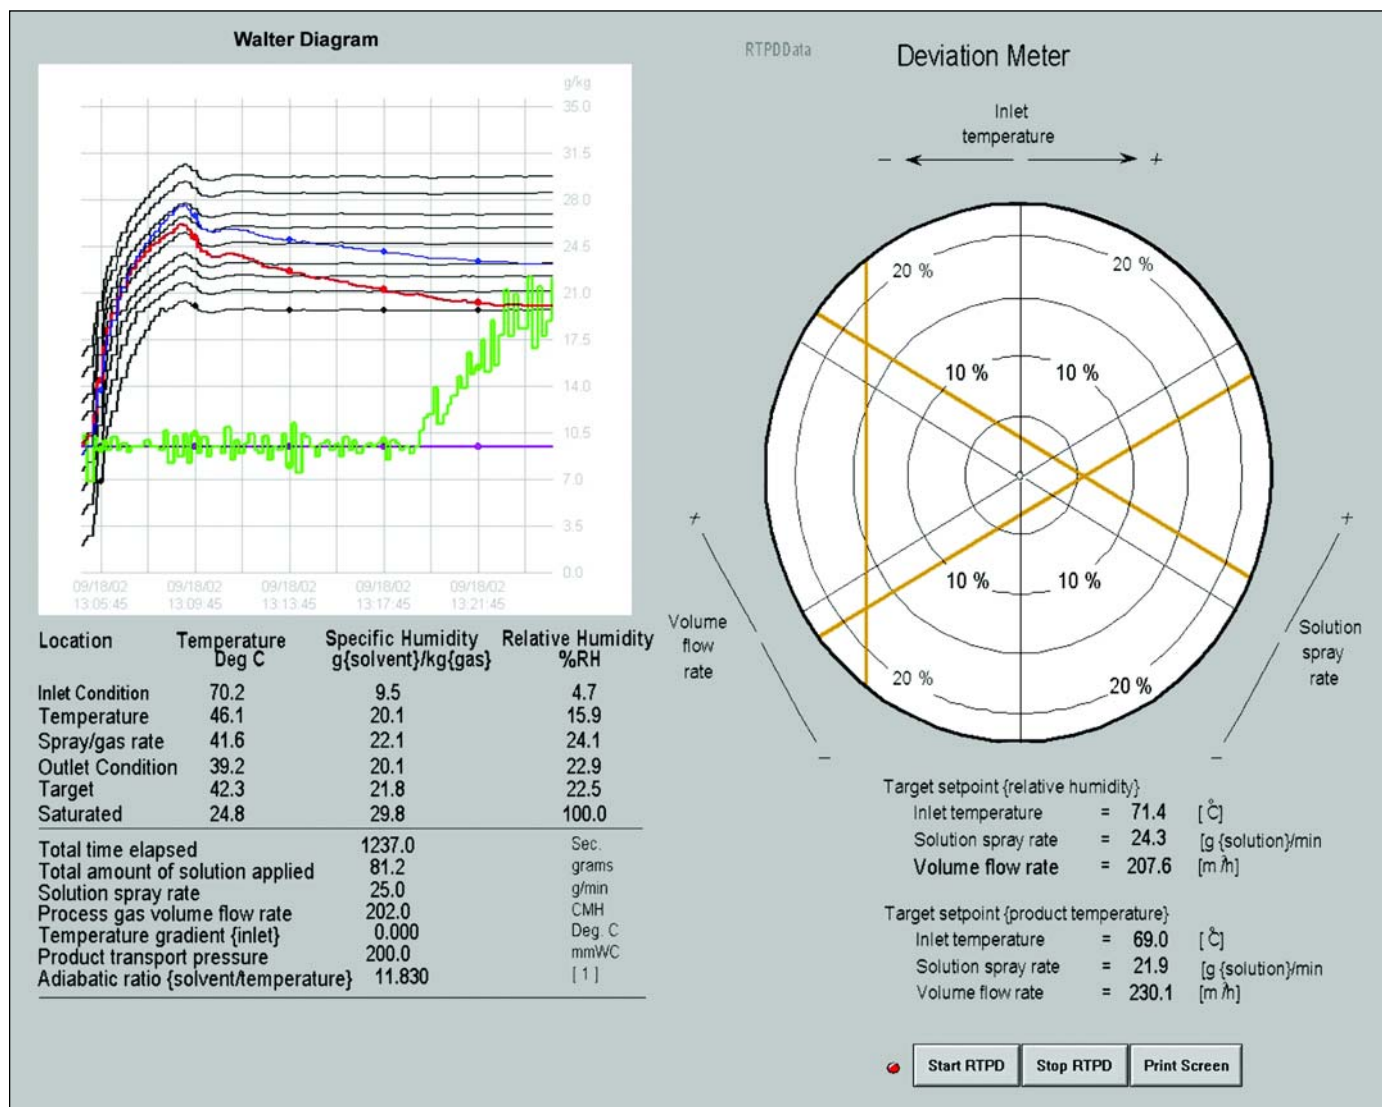 Walter Diagram
g/kg
35.0
31.5
28.0
24.5
21.0
17.5
14.0
10.5
7.0
3.5
0.0
09/18/02 09/18/02 09/18/02 09/18/02 09/18/02
13:05:45 13:09:45 13:13:45 13:17:45 13:21:45
Location Temperature Specific Humidity Relative Humidity
Deg C g{solvent}/kg{gas} %RH
Inlet Condition 70.2 9.5 4.7
Temperature 46.1 20.1 15.9
Spray/gas rate 41.6 22.1 24.1
Outlet Condition 39.2 20.1 22.9
Target 42.3 21.8 22.5
Saturated 24.8 29.8 100.0
Total time elapsed 1237.0 Sec.
Total amount of solution applied 81.2 grams
Solution spray rate 25.0 g/min
Process gas volume flow rate 202.0 CMH
Temperature gradient {inlet} 0.000 Deg. C
Product transport pressure 200.0 mmWC
Adiabatic ratio {solvent/temperature} 11.830 [ 1 ]
RTPDData
Deviation Meter
Inlet
temperature
− +
20 % 20 %
10 % 10 %
10 % 10 %
20 % 20 %
+
Volume
flow
rate
−
+
Solution
spray
rate
−
Target setpoint {relative humidity}
Inlet temperature = 71.4 [°C]
Solution spray rate = 24.3 [g {solution}/min
Volume flow rate = 207.6 [m³/h]
Target setpoint {product temperature}
Inlet temperature = 69.0 [°C]
Solution spray rate = 21.9 [g {solution}/min
Volume flow rate = 230.1 [m³/h]
Start RTPD Stop RTPD Print Screen